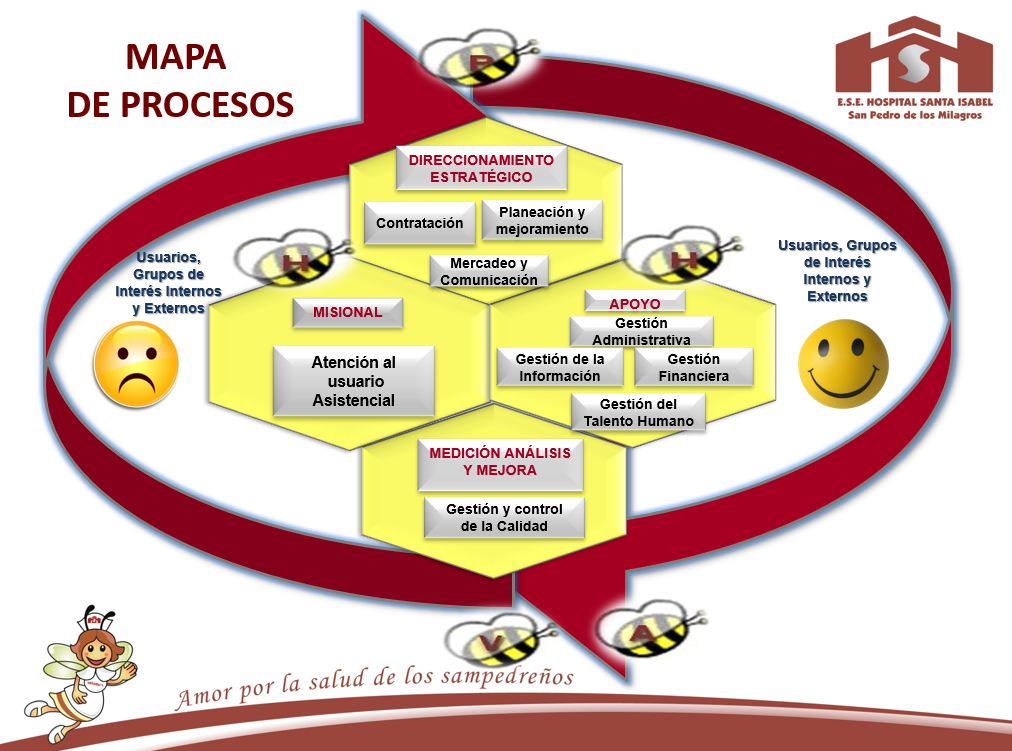 MAPA
DE PROCESOS
E.S.E. HOSPITAL SANTA ISABEL
San Pedro de los Milagros
P
DIRECCIONAMIENTO
ESTRATÉGICO
Contratación
Planeación y
mejoramiento
Mercadeo y
Comunicación
H
H
Usuarios,
Grupos de
Interés Internos
y Externos
Usuarios, Grupos
de Interés
Internos y
Externos
MISIONAL
Atención al
usuario
Asistencial
APOYO
Gestión
Administrativa
Gestión de la
Información
Gestión
Financiera
Gestión del
Talento Humano
MEDICIÓN ANÁLISIS
Y MEJORA
Gestión y control
de la Calidad
V
A
Amor por la salud de los sampedreños